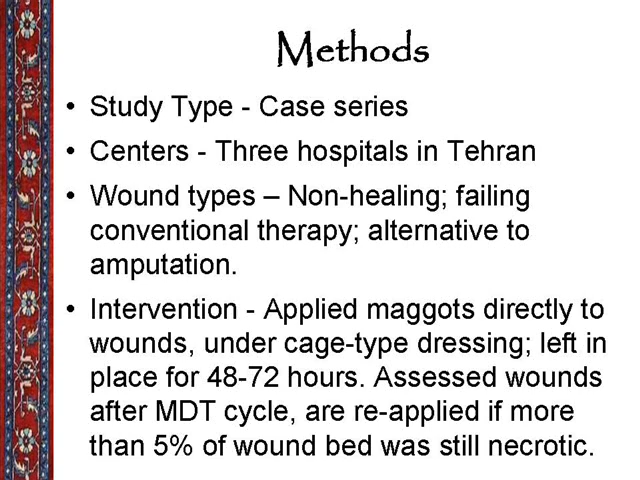 Methods
• Study Type - Case series
• Centers - Three hospitals in Tehran
• Wound types – Non-healing; failing
conventional therapy; alternative to
amputation.
• Intervention - Applied maggots directly to
wounds, under cage-type dressing; left in
place for 48-72 hours. Assessed wounds
after MDT cycle, are re-applied if more
than 5% of wound bed was still necrotic.